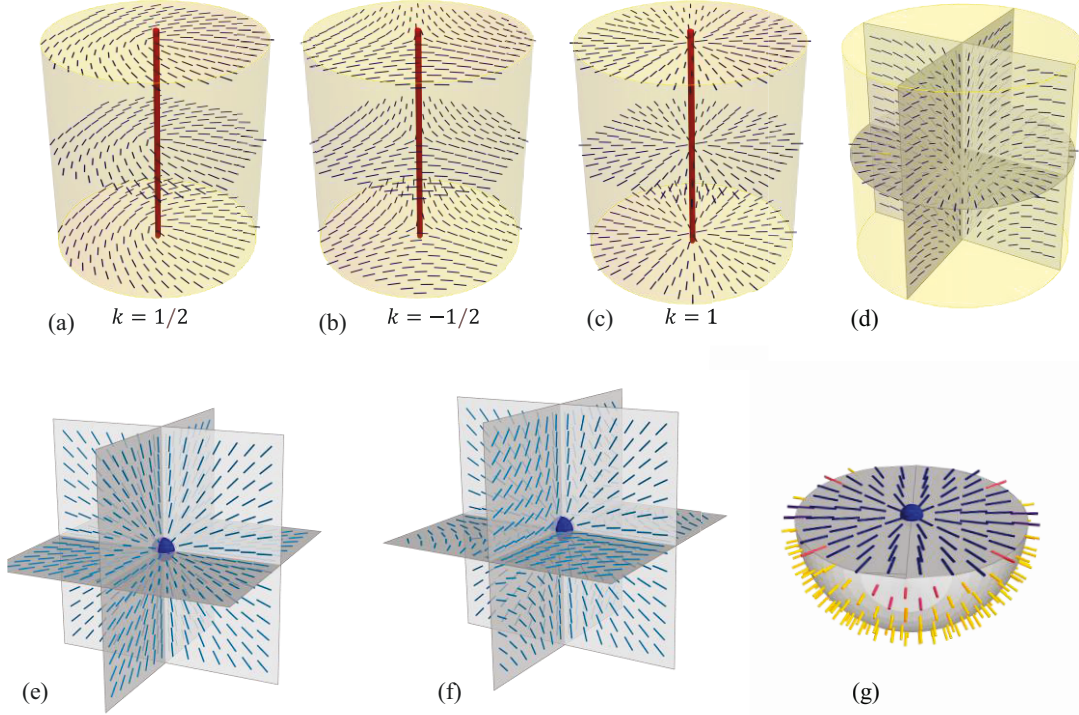 (a) k = 1/2
(b) k = −1/2
(c) k = 1
(d)
(e)
(f)
(g)